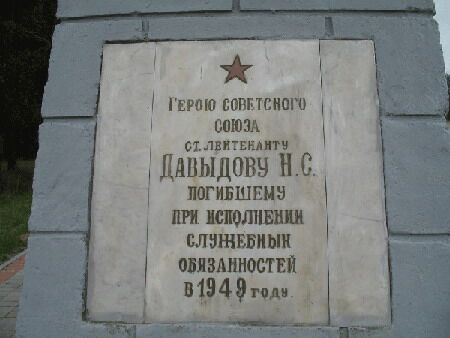 Герою советского
союза
ст. лейтенанту
Давыдову Н.С.
погибшему
при исполнении
служебных
обязанностей
в 1949 году.